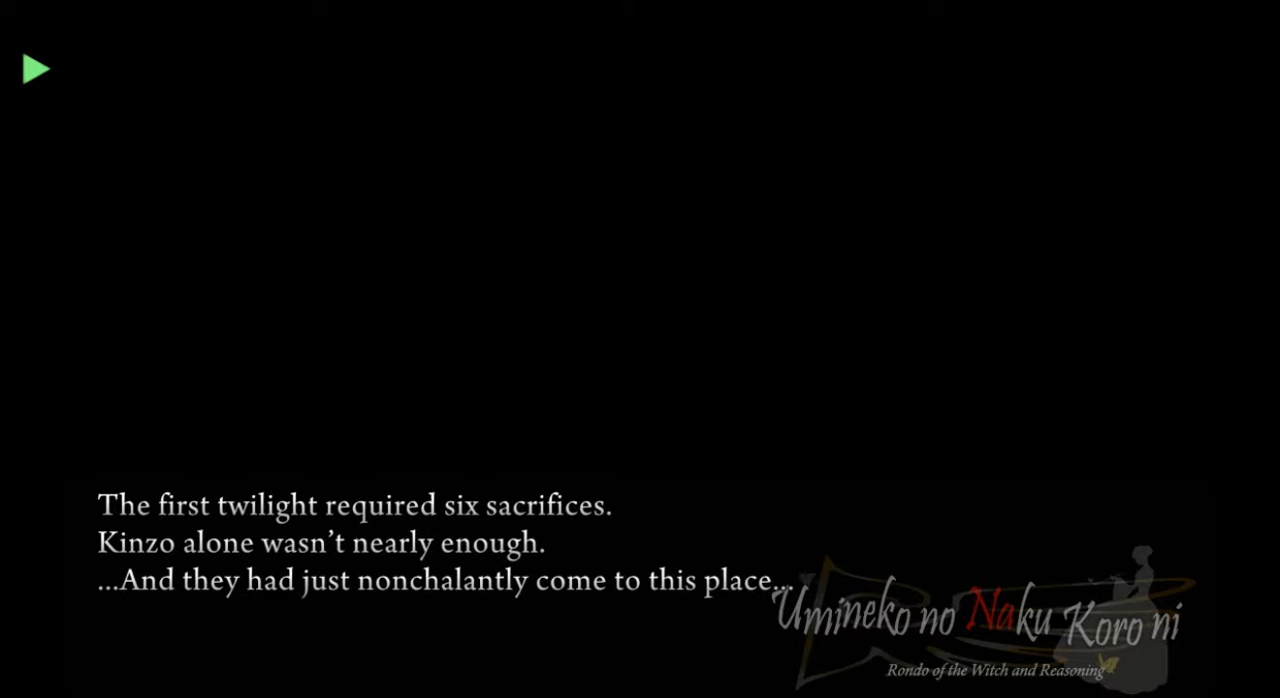 The first twilight required six sacrifices.
Kinzo alone wasn't nearly enough.
...And they had just nonchalantly come to this place...
Umineko no Naku Koro ni
Rondo of the Witch and Reasoning